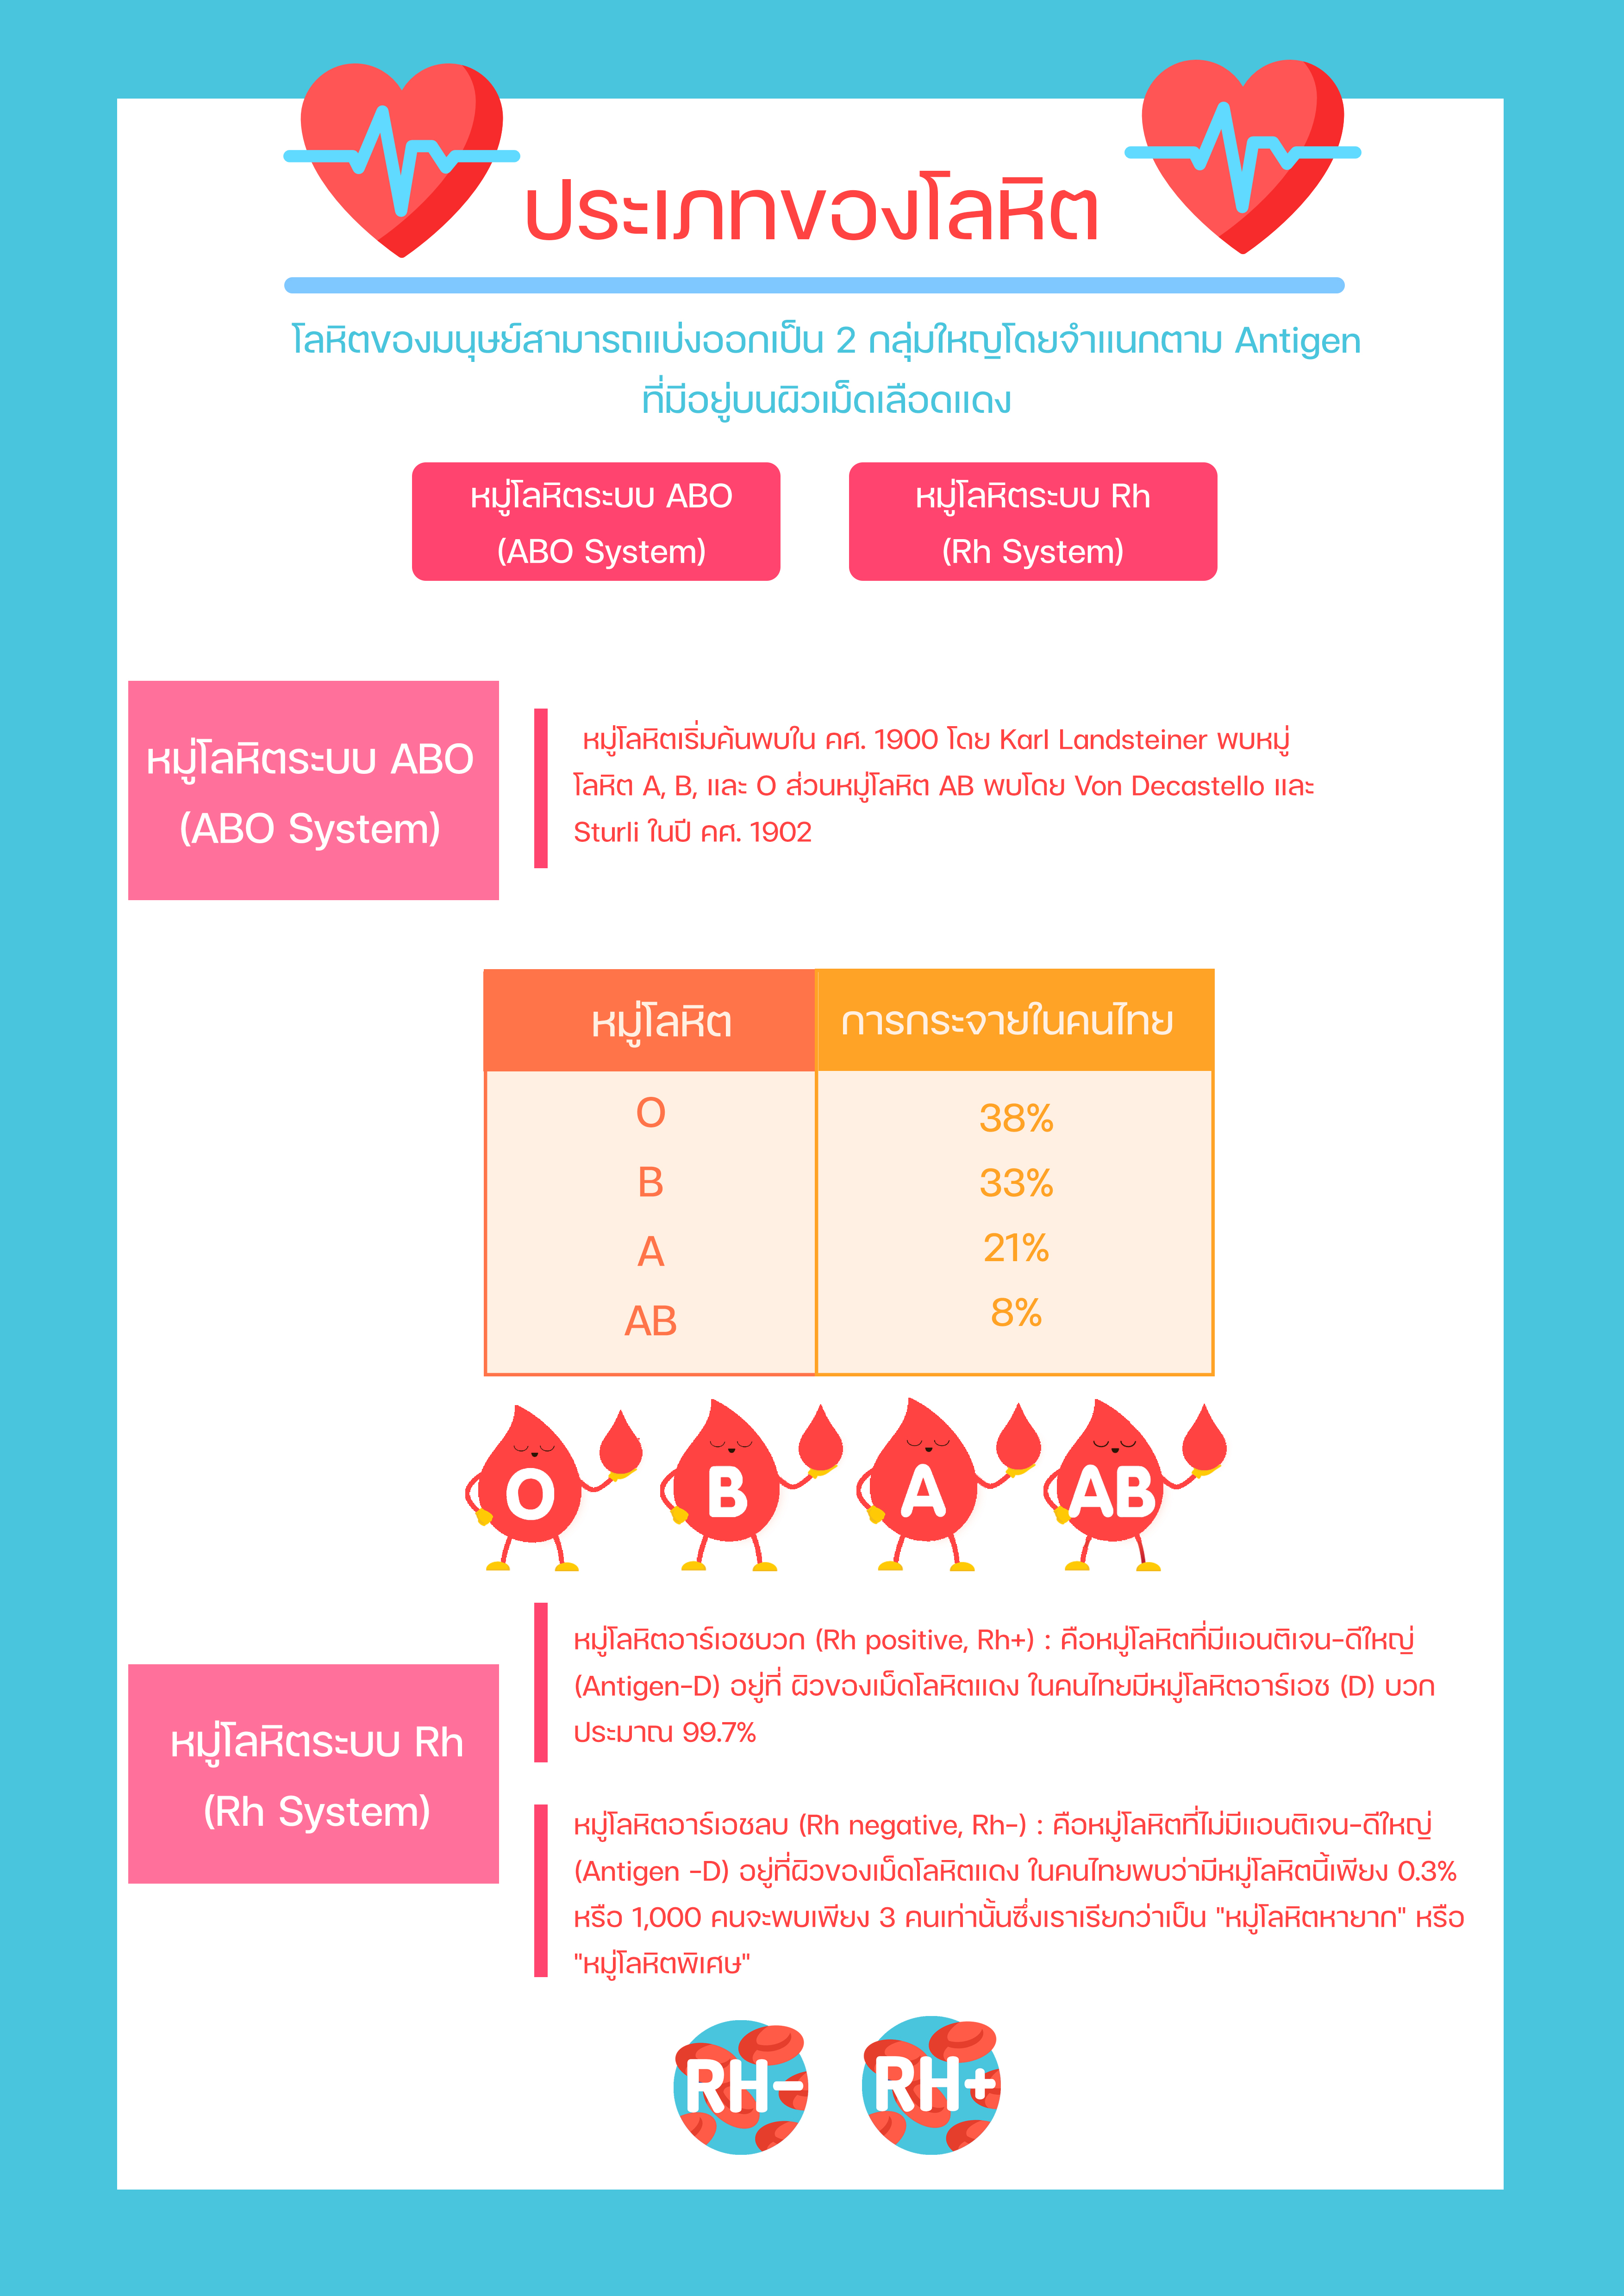 ประเภทของโลหิต
โลหิตของมนุษย์สามารถแบ่งออกเป็น 2 กลุ่มใหญ่โดยจำแนกตาม Antigen
ที่มีอยู่บนผิวเม็ดเลือดแดง
หมู่โลหิตระบบ ABO
(ABO System)
หมู่โลหิตระบบ Rh
(Rh System)
หมู่โลหิตระบบ ABO
(ABO System)
หมู่โลหิตเริ่มค้นพบใน คศ. 1900 โดย Karl Landsteiner พบหมู่
โลหิต A, B, และ O ส่วนหมู่โลหิต AB พบโดย Von Decastello และ
Sturli ในปี คศ. 1902
หมู่โลหิต การกระจายในคนไทย
O 38%
B 33%
A 21%
AB 8%
O B A AB
หมู่โลหิตระบบ Rh
(Rh System)
หมู่โลหิตอาร์เอชบวก (Rh positive, Rh+) : คือหมู่โลหิตที่มีแอนติเจน-ดีใหญ่
(Antigen-D) อยู่ที่ ผิวของเม็ดโลหิตแดง ในคนไทยมีหมู่โลหิตอาร์เอช (D) บวก
ประมาณ 99.7%
หมู่โลหิตอาร์เอชลบ (Rh negative, Rh-) : คือหมู่โลหิตที่ไม่มีแอนติเจน-ดีใหญ่
(Antigen -D) อยู่ที่ผิวของเม็ดโลหิตแดง ในคนไทยพบว่ามีหมู่โลหิตนี้เพียง 0.3%
หรือ 1,000 คนจะพบเพียง 3 คนเท่านั้นซึ่งเราเรียกว่าเป็น "หมู่โลหิตหายาก" หรือ
"หมู่โลหิตพิเศษ"
RH- RH+